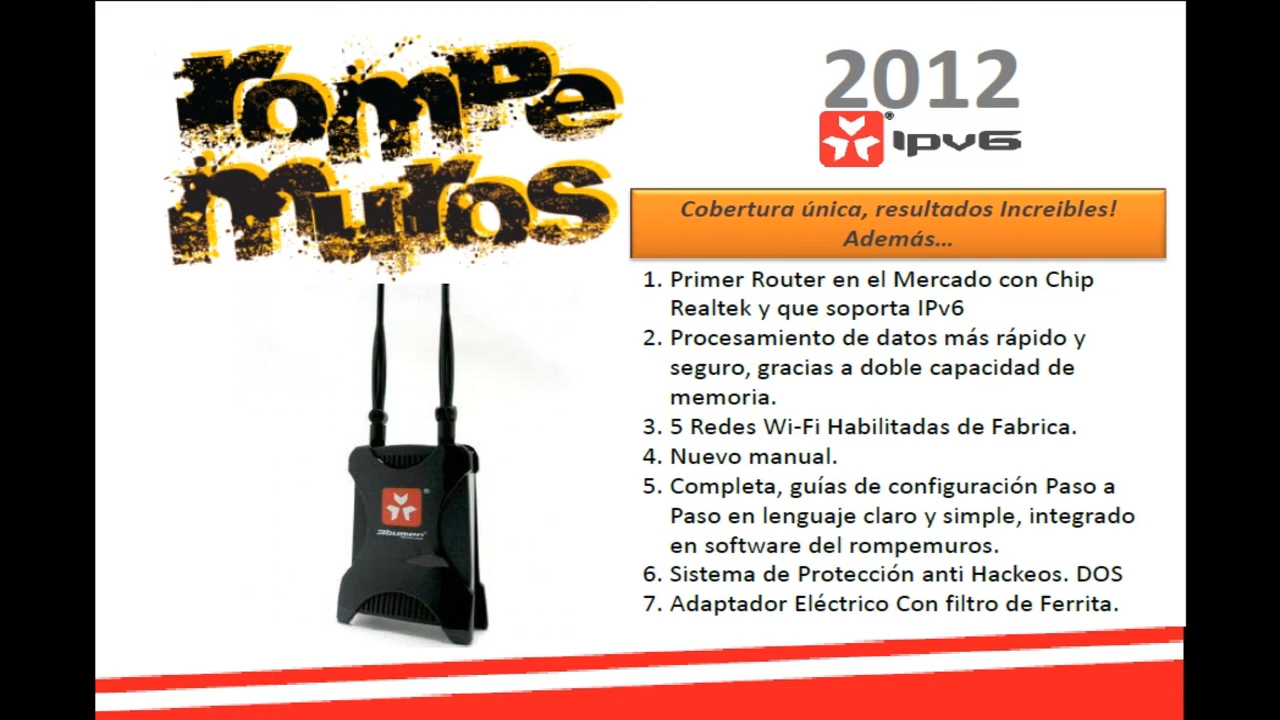 rompe
muros
2012
IPv6
Cobertura única, resultados Increibles!
Además...
1. Primer Router en el Mercado con Chip
Realtek y que soporta IPv6
2. Procesamiento de datos más rápido y
seguro, gracias a doble capacidad de
memoria.
3. 5 Redes Wi-Fi Habilitadas de Fabrica.
4. Nuevo manual.
5. Completa, guías de configuración Paso a
Paso en lenguaje claro y simple, integrado
en software del rompemuros.
6. Sistema de Protección anti Hackeos. DOS
7. Adaptador Eléctrico Con filtro de Ferrita.
3bumen